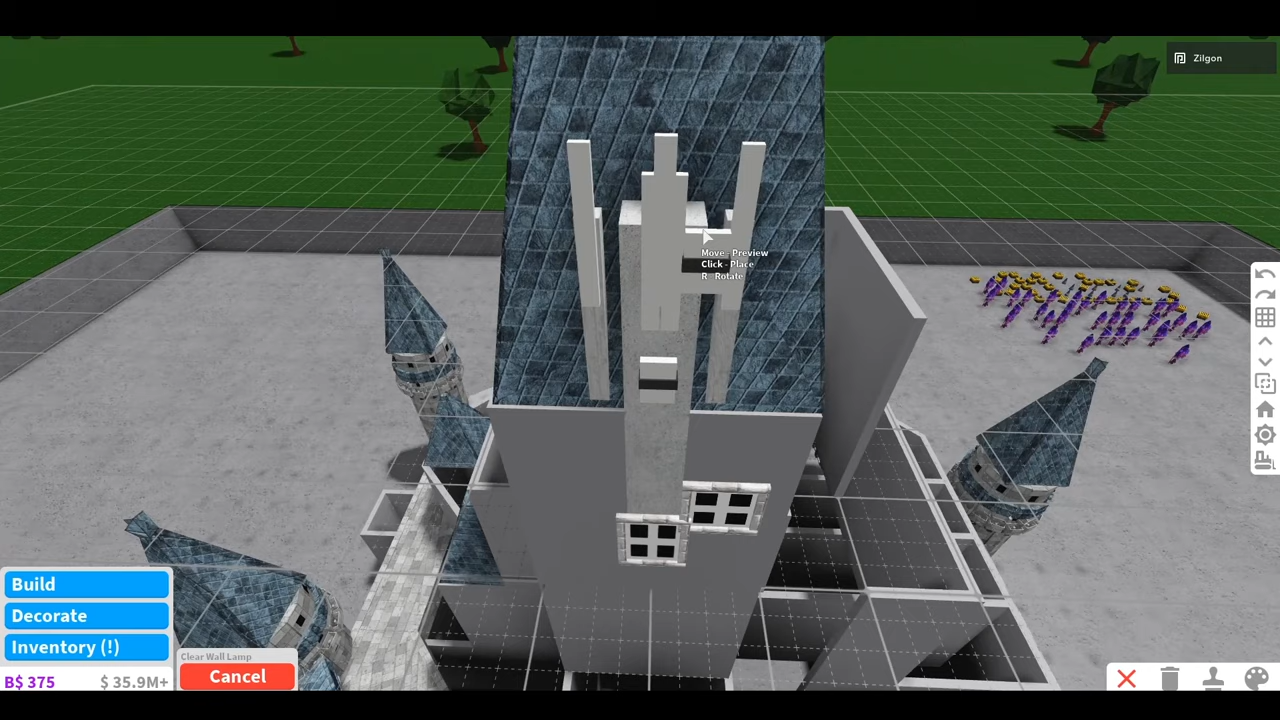 Zilgon
Move - Preview
Click - Place
R - Rotate
Build
Decorate
Inventory (!)
Clear Wall Lamp
Cancel
B$ 375
$ 35.9M+